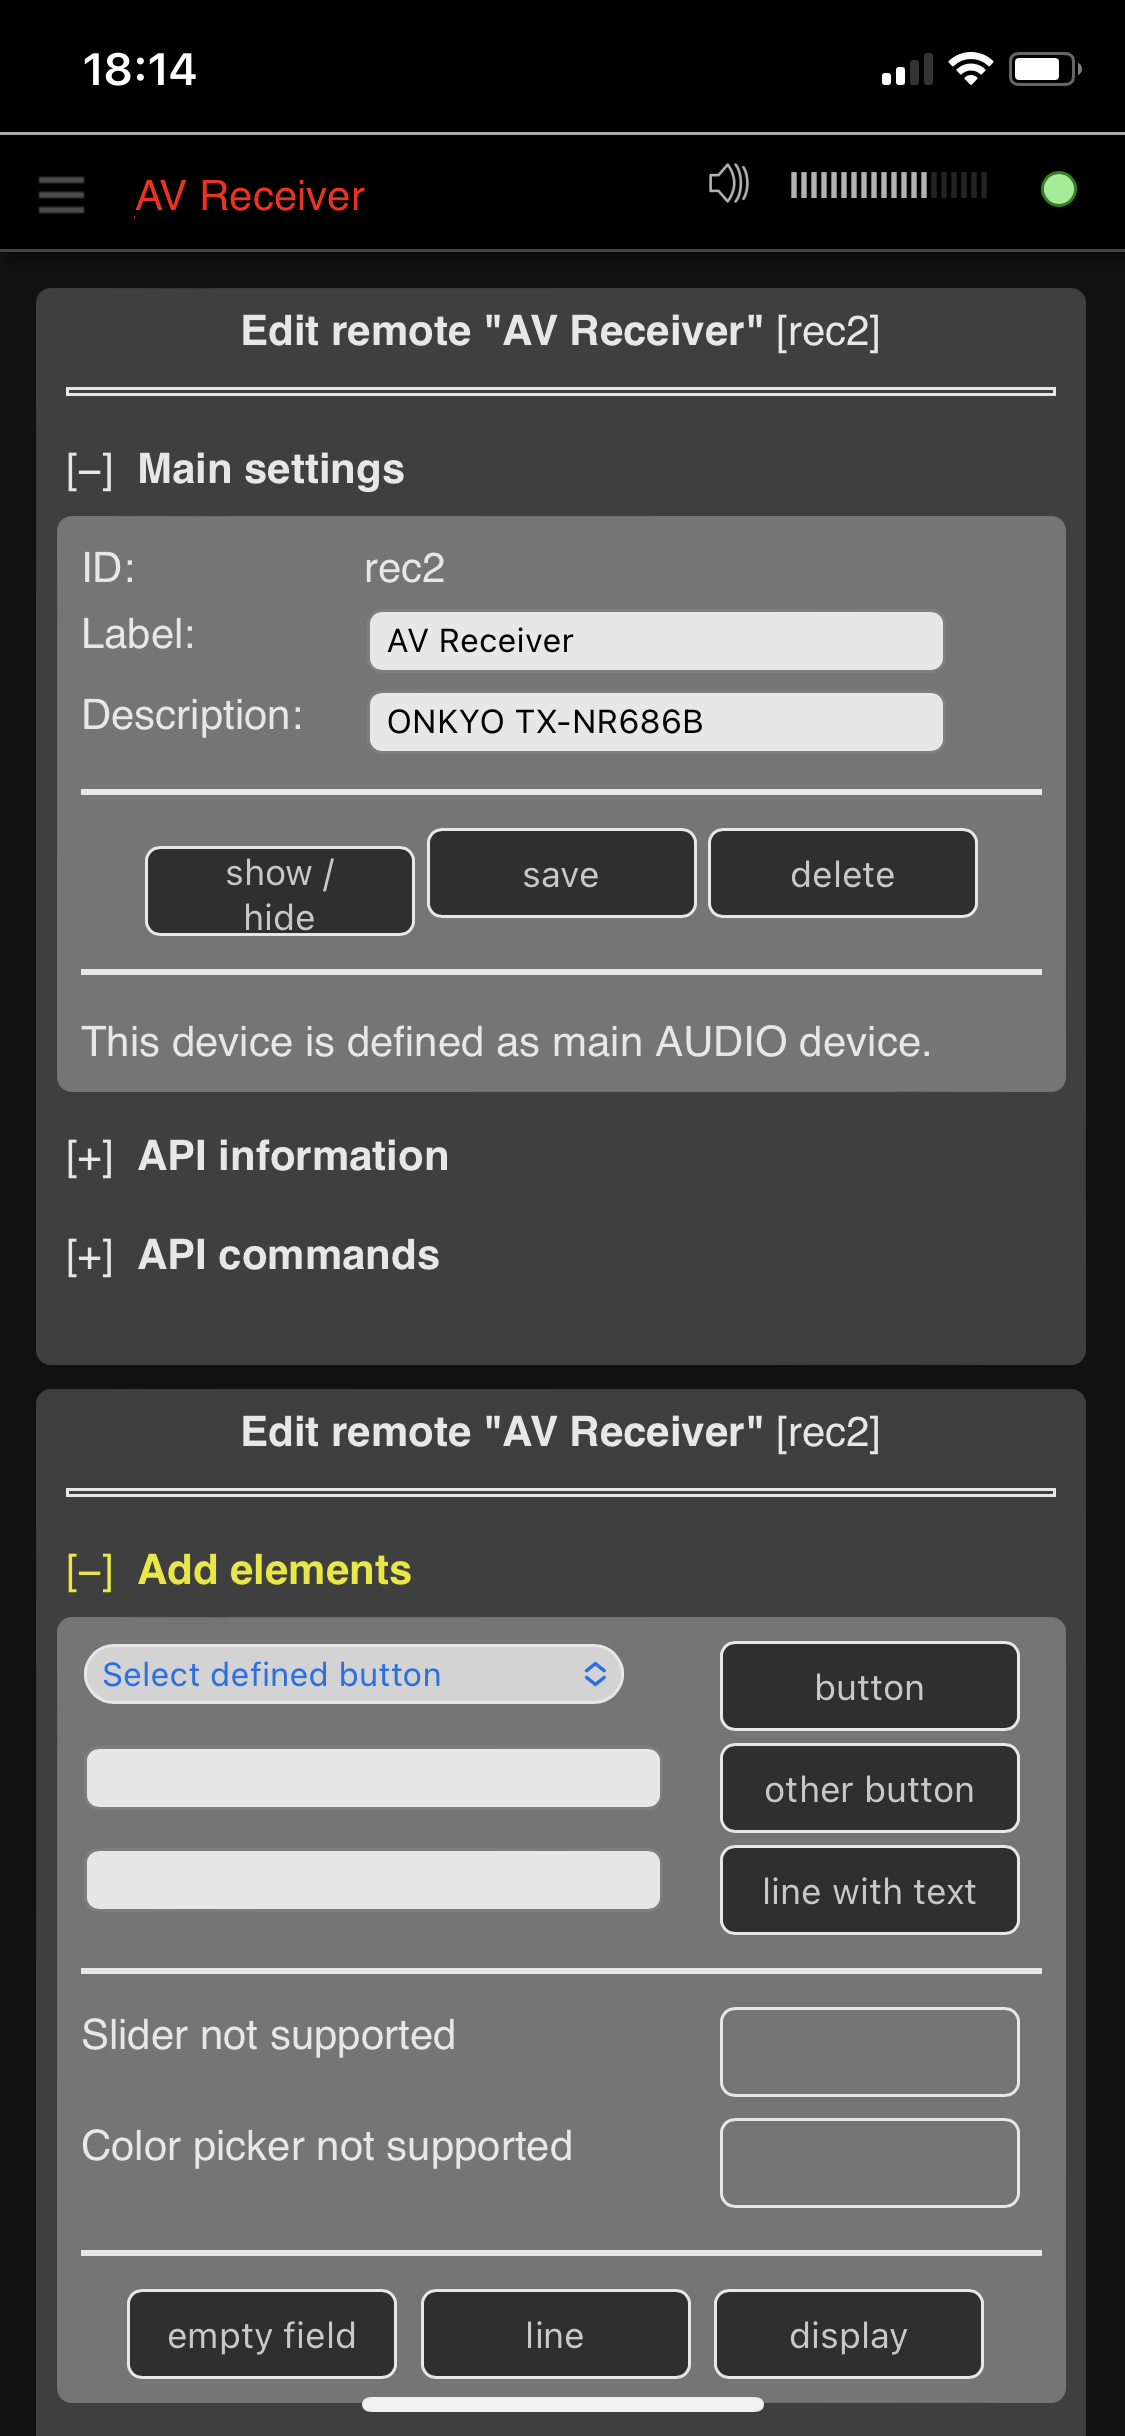 18:14
AV Receiver
Edit remote "AV Receiver" [rec2]
[–] Main settings
ID: rec2
Label: AV Receiver
Description: ONKYO TX-NR686B
show /
hide
save
delete
This device is defined as main AUDIO device.
[+] API information
[+] API commands
Edit remote "AV Receiver" [rec2]
[–] Add elements
Select defined button
button
other button
line with text
Slider not supported
Color picker not supported
empty field
line
display